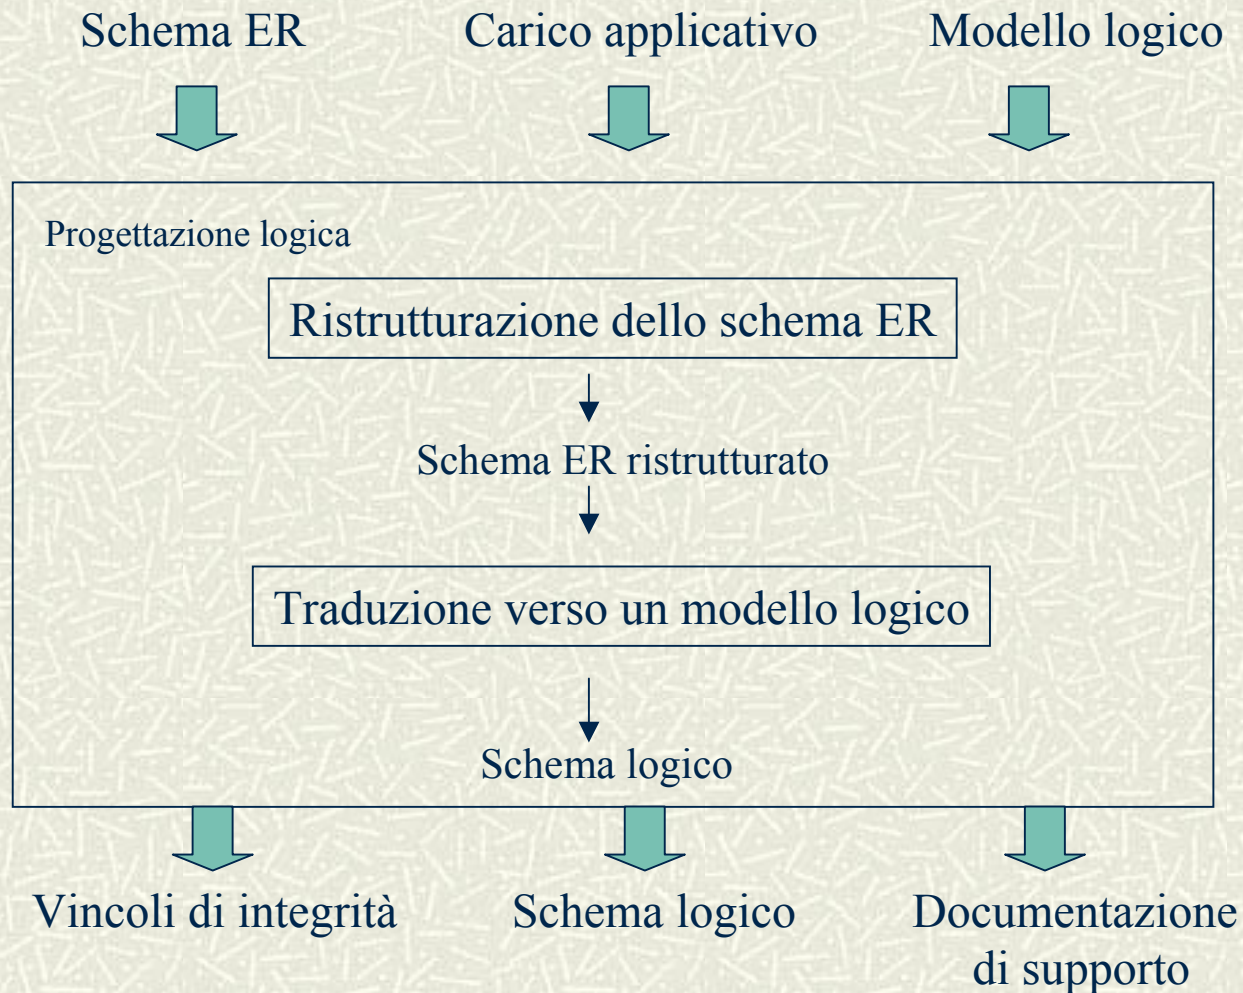 Schema ER
Carico applicativo
Modello logico
Progettazione logica
Ristrutturazione dello schema ER
Schema ER ristrutturato
Traduzione verso un modello logico
Schema logico
Vincoli di integrità
Schema logico
Documentazione
di supporto